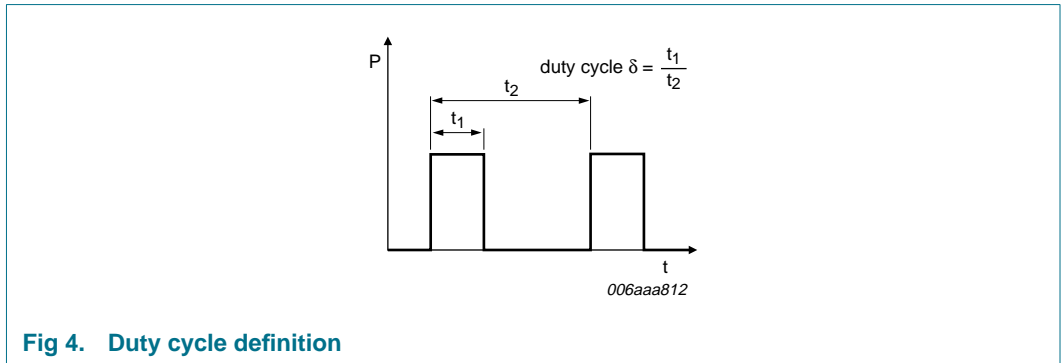 P
duty cycle δ = t₁/t₂
t₂
t₁
t
006aaa812
Fig 4. Duty cycle definition